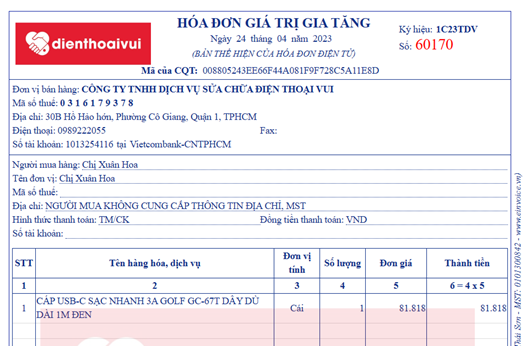 dienthoaivui
HÓA ĐƠN GIÁ TRỊ GIA TĂNG
Ngày 24 tháng 04 năm 2023
(BẢN THỂ HIỆN CỦA HÓA ĐƠN ĐIỆN TỬ)
Mã của CQT: 008805243EE66F44A081F9F728C5A11E8D
Ký hiệu: 1C23TDV
Số: 60170
Đơn vị bán hàng: CÔNG TY TNHH DỊCH VỤ SỬA CHỮA ĐIỆN THOẠI VUI
Mã số thuế: 0316179378
Địa chỉ: 30B Hồ Hảo hớn, Phường Cô Giang, Quận 1, TPHCM
Điện thoại: 0989222055 Fax:
Số tài khoản: 1013254116 tại Vietcombank-CNTPHCM
Người mua hàng: Chị Xuân Hoa
Tên đơn vị: Chị Xuân Hoa
Mã số thuế:
Địa chỉ: NGƯỜI MUA KHÔNG CUNG CẤP THÔNG TIN ĐỊA CHỈ, MST
Hình thức thanh toán: TM/CK Đồng tiền thanh toán: VND
Số tài khoản:
STT Tên hàng hóa, dịch vụ Đơn vị tính Số lượng Đơn giá Thành tiền
1 2 3 4 5 6 = 4 x 5
1 CÁP USB-C SẠC NHANH 3A GOLF GC-67T DÂY DÙ DÀI 1M ĐEN Cái 1 81.818 81.818
Thái Sơn - MST: 0101300842 - www.einvoice.vn)